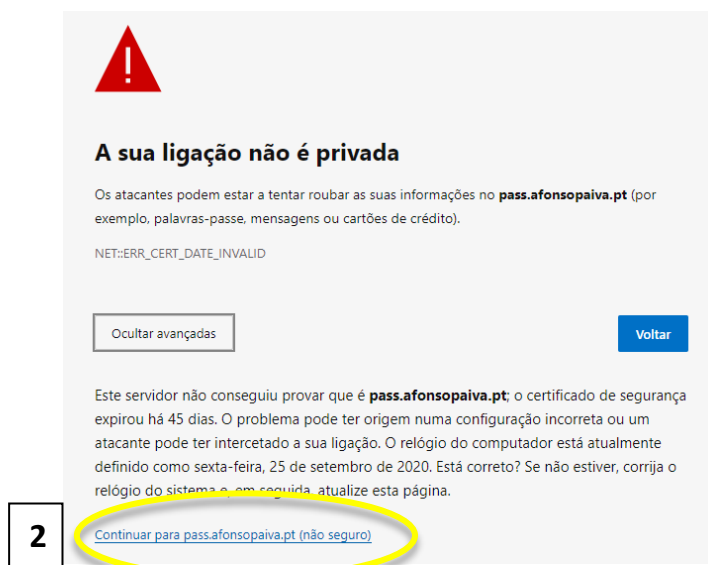 !
A sua ligação não é privada
Os atacantes podem estar a tentar roubar as suas informações no pass.afonsopaiva.pt (por
exemplo, palavras-passe, mensagens ou cartões de crédito).
NET::ERR_CERT_DATE_INVALID
Ocultar avançadas
Voltar
Este servidor não conseguiu provar que é pass.afonsopaiva.pt; o certificado de segurança
expirou há 45 dias. O problema pode ter origem numa configuração incorreta ou um
atacante pode ter intercetado a sua ligação. O relógio do computador está atualmente
definido como sexta-feira, 25 de setembro de 2020. Está correto? Se não estiver, corrija o
relógio do sistema e, em seguida, atualize esta página.
2
Continuar para pass.afonsopaiva.pt (não seguro)